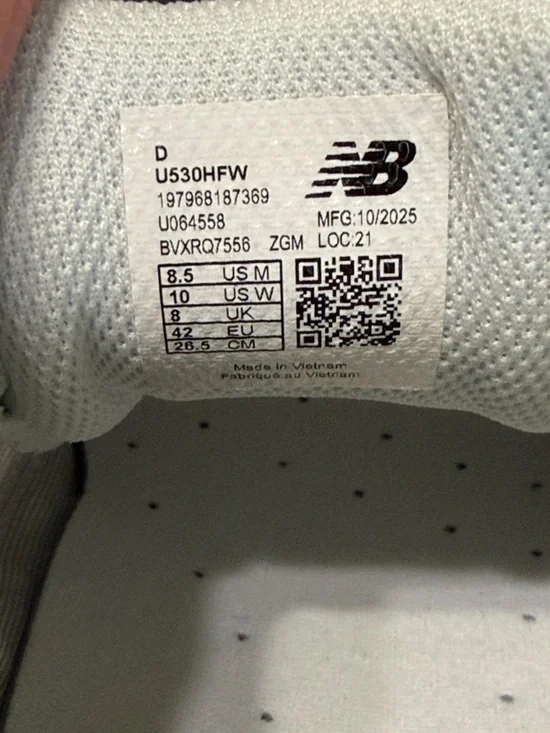 D
U530HFW
NB
197968187369
U064558 MFG:10/2025
BVXRQ7556 ZGM LOC:21
8.5 US M
10 US W
8 UK
42 EU
26.5 CM
Made in Vietnam
Fabriqué au Vietnam